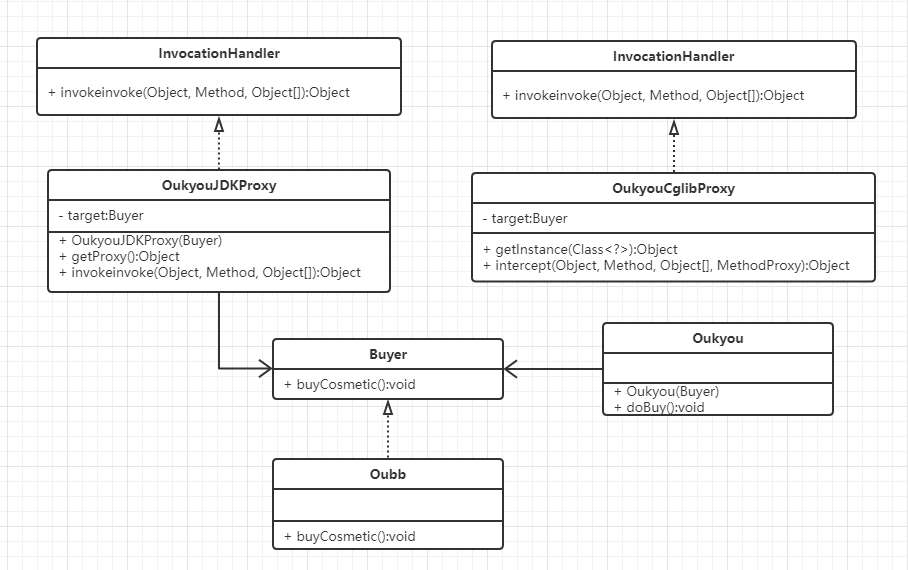 InvocationHandler
+ invokeinvoke(Object, Method, Object[]):Object
InvocationHandler
+ invokeinvoke(Object, Method, Object[]):Object
OukyouJDKProxy
- target:Buyer
+ OukyouJDKProxy(Buyer)
+ getProxy():Object
+ invokeinvoke(Object, Method, Object[]):Object
OukyouCglibProxy
- target:Buyer
+ getInstance(Class<?>):Object
+ intercept(Object, Method, Object[], MethodProxy):Object
Buyer
+ buyCosmetic():void
Oukyou
+ Oukyou(Buyer)
+ doBuy():void
Oubb
+ buyCosmetic():void